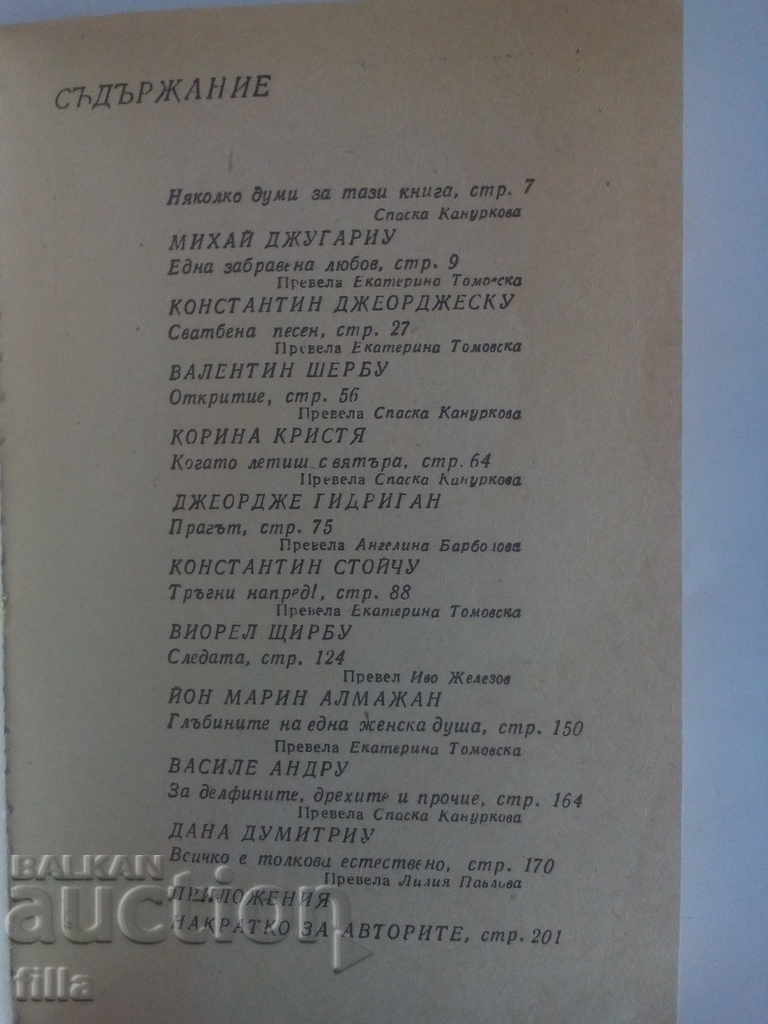 СЪДЪРЖАНИЕ
Няколко думи за тази книга, стр. 7
Спаска Кануркова
МИХАЙ ДЖУГАРИУ
Една забравена любов, стр. 9
Превела Екатерина Томовска
КОНСТАНТИН ДЖЕОРДЖЕСКУ
Сватбена песен, стр. 27
Превела Екатерина Томовска
ВАЛЕНТИН ШЕРБУ
Откритие, стр. 56
Превела Спаска Кануркова
КОРИНА КРИСТЯ
Когато летиш с вятъра, стр. 64
Превела Спаска Кануркова
ДЖЕОРДЖЕ ГИДРИГАН
Прагът, стр. 75
Превела Ангелина
КОНСТАНТИН СТОЙЧУ
Тръгни напред!, стр. 88
Превела Екатерина Томовска
ВИОРЕЛ ЩИРБУ
Следата, стр. 124
Превел Иво Железов
ЙОН МАРИН АЛМАЖАН
Глъбините на една женска душа, стр. 150
Превела Екатерина Томовска
ВАСИЛЕ АНДРУ
За делфините, дрехите и прочие, стр. 164
Превела Спаска Кануркова
ДАНА ДУМИТРИУ
Всичко е толкова естествено, стр. 170
Превела Лилия Павлова
ПРИЛОЖЕНИЯ
НАКРАТКО ЗА АВТОРИТЕ, стр. 201
BALKAN
auction
filla